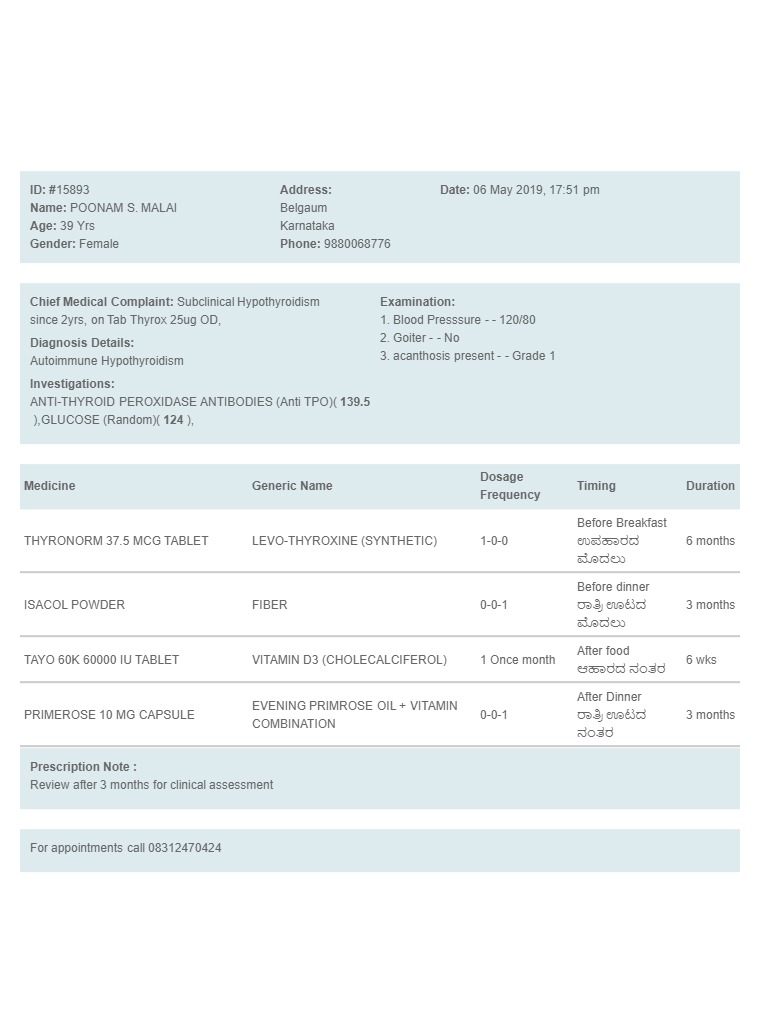 ID: #15893
Name: POONAM S. MALAI
Age: 39 Yrs
Gender: Female
Address:
Belgaum
Karnataka
Phone: 9880068776
Date: 06 May 2019, 17:51 pm
Chief Medical Complaint: Subclinical Hypothyroidism
since 2yrs, on Tab Thyrox 25ug OD,
Diagnosis Details:
Autoimmune Hypothyroidism
Investigations:
ANTI-THYROID PEROXIDASE ANTIBODIES (Anti TPO)( 139.5
),GLUCOSE (Random)( 124 ),
Examination:
1. Blood Presssure - - 120/80
2. Goiter - - No
3. acanthosis present - - Grade 1
Medicine Generic Name Dosage Frequency Timing Duration
THYRONORM 37.5 MCG TABLET LEVO-THYROXINE (SYNTHETIC) 1-0-0 Before Breakfast
ಉಪಹಾರದ
ಮೊದಲು
6 months
ISACOL POWDER FIBER 0-0-1 Before dinner
ರಾತ್ರಿ ಊಟದ
ಮೊದಲು
3 months
TAYO 60K 60000 IU TABLET VITAMIN D3 (CHOLECALCIFEROL) 1 Once month After food
ಆಹಾರದ ನಂತರ
6 wks
PRIMEROSE 10 MG CAPSULE EVENING PRIMROSE OIL + VITAMIN
COMBINATION
0-0-1 After Dinner
ರಾತ್ರಿ ಊಟದ
ನಂತರ
3 months
Prescription Note :
Review after 3 months for clinical assessment
For appointments call 08312470424